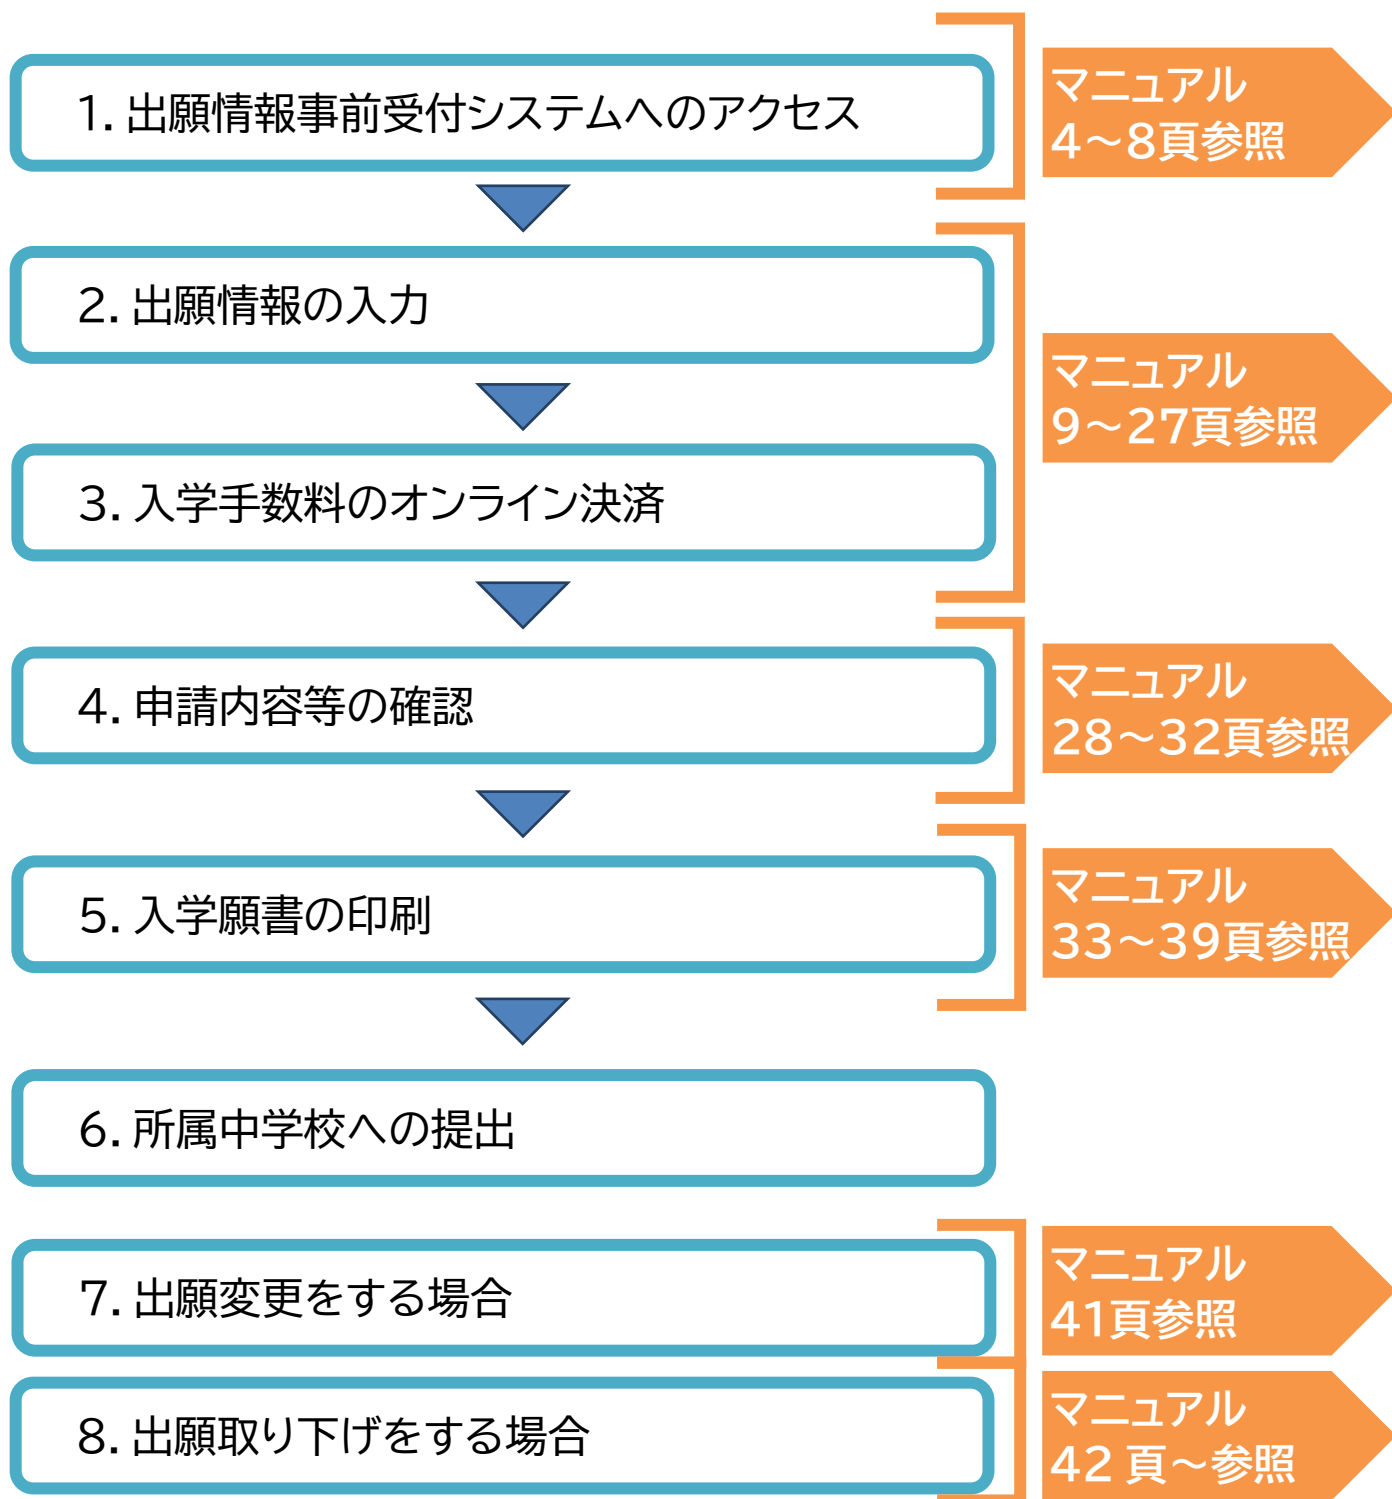 1. 出願情報事前受付システムへのアクセス
マニュアル
4～8頁参照
2. 出願情報の入力
マニュアル
9～27頁参照
3. 入学手数料のオンライン決済
4. 申請内容等の確認
マニュアル
28～32頁参照
5. 入学願書の印刷
マニュアル
33～39頁参照
6. 所属中学校への提出
7. 出願変更をする場合
マニュアル
41頁参照
8. 出願取り下げをする場合
マニュアル
42 頁～参照